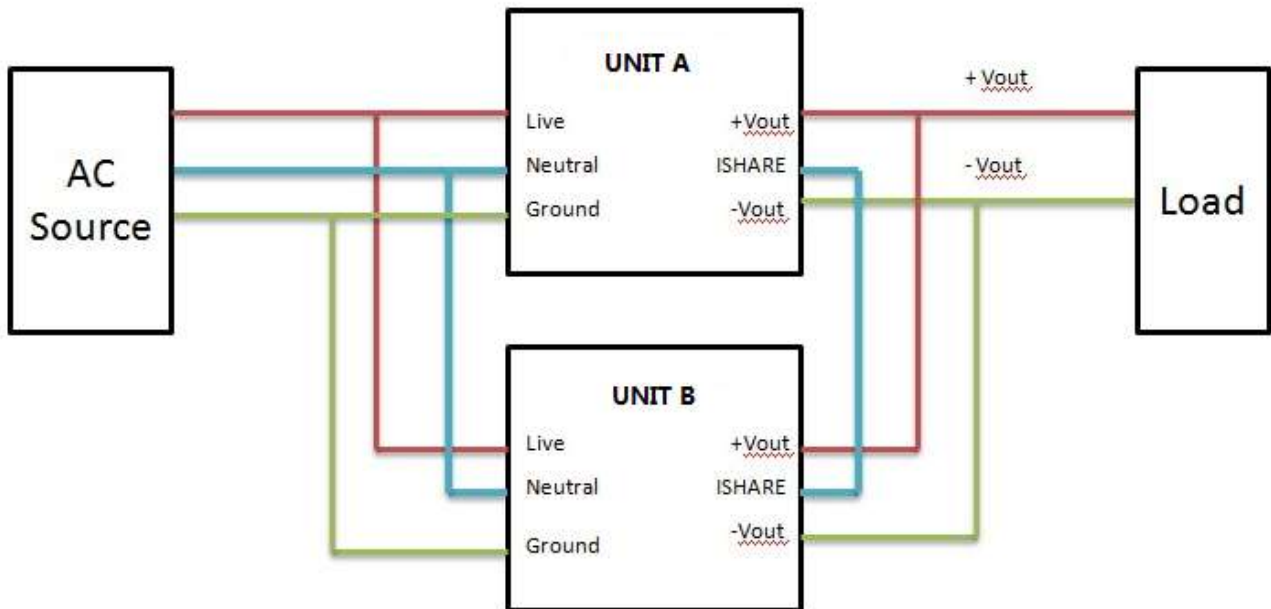 UNIT A
AC
Source
Live
Neutral
Ground
+Vout
ISHARE
-Vout
+ Vout
- Vout
Load
UNIT B
Live
Neutral
Ground
+Vout
ISHARE
-Vout